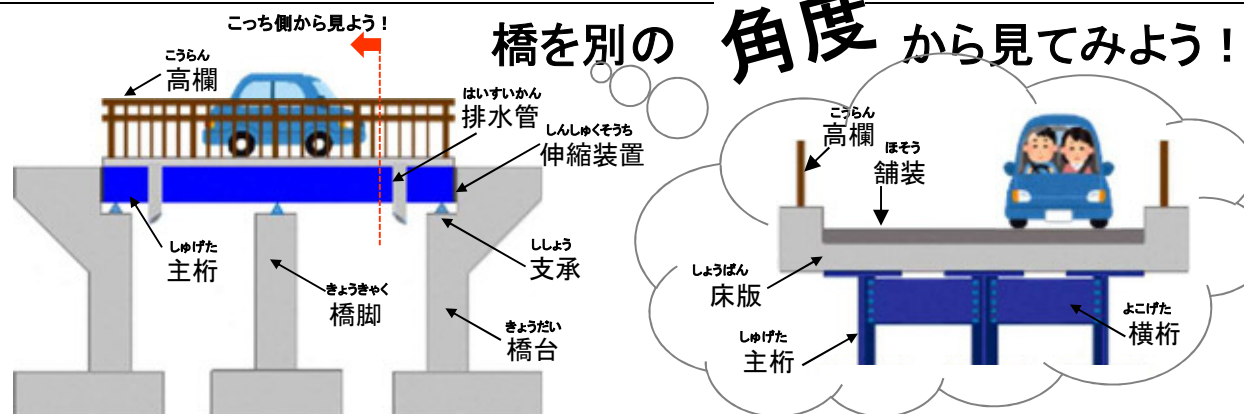 こっち側から見よう！
橋を別の角度から見てみよう！
こうらん
高欄
はいすいかん
排水管
しんしゅくそうち
伸縮装置
しゅげた
主桁
きょうきゃく
橋脚
ししょう
支承
きょうだい
橋台
こうらん
高欄
ほそう
舗装
しょうばん
床版
しゅげた
主桁
よこげた
横桁